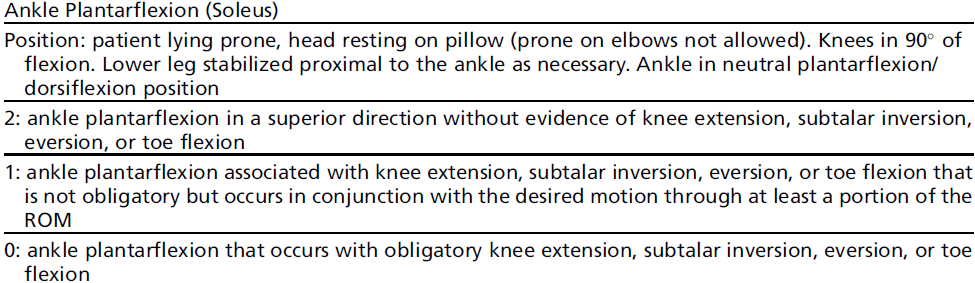 Ankle Plantarflexion (Soleus)
Position: patient lying prone, head resting on pillow (prone on elbows not allowed). Knees in 90° of
flexion. Lower leg stabilized proximal to the ankle as necessary. Ankle in neutral plantarflexion/
dorsiflexion position
2: ankle plantarflexion in a superior direction without evidence of knee extension, subtalar inversion,
eversion, or toe flexion
1: ankle plantarflexion associated with knee extension, subtalar inversion, eversion, or toe flexion that
is not obligatory but occurs in conjunction with the desired motion through at least a portion of the
ROM
0: ankle plantarflexion that occurs with obligatory knee extension, subtalar inversion, eversion, or toe
flexion